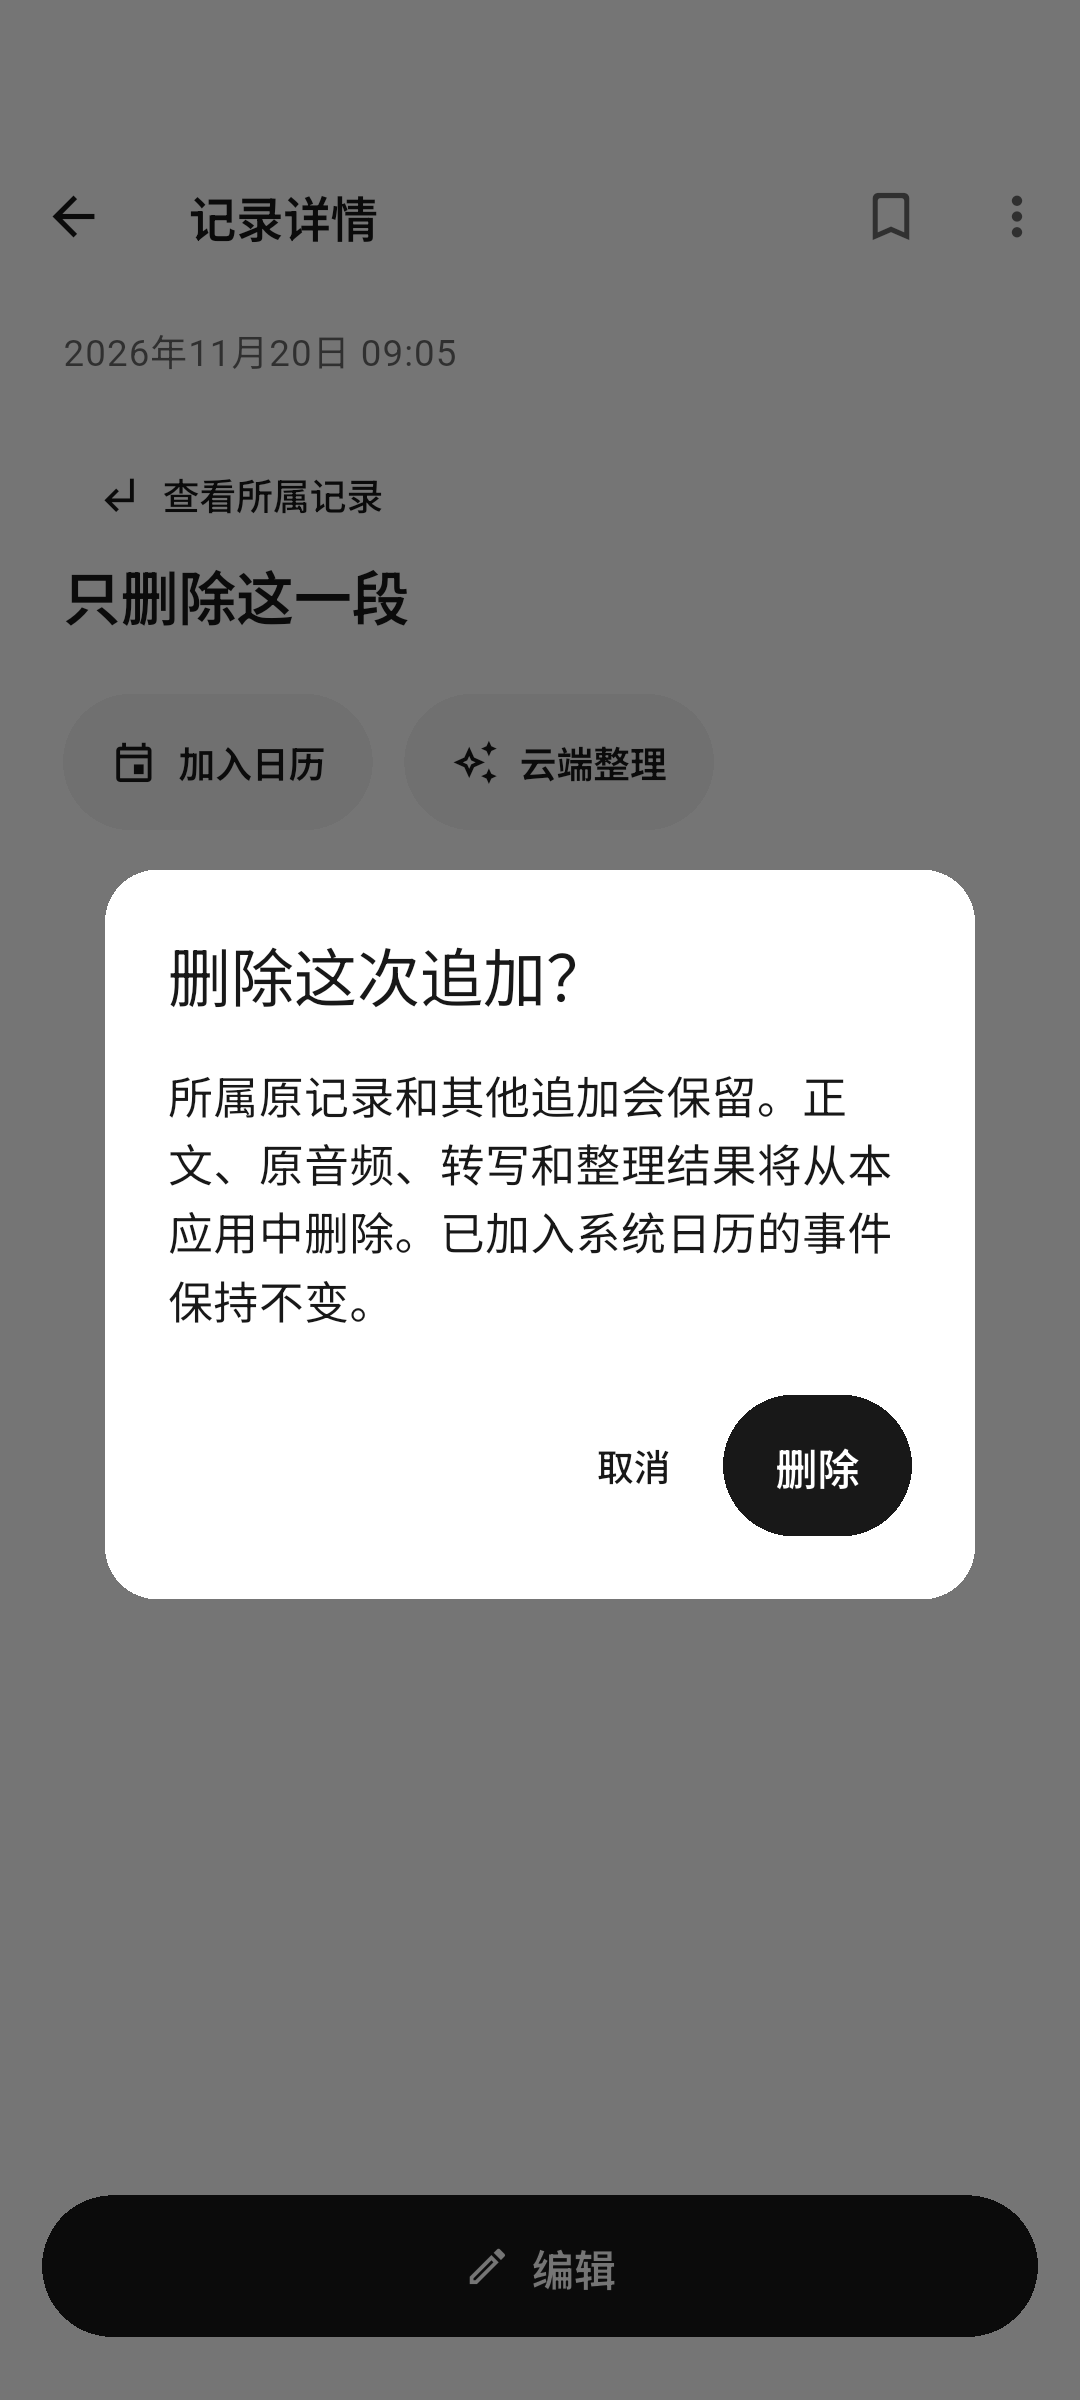 记录详情
2026年11月20日 09:05
查看所属记录
只删除这一段
加入日历
云端整理
删除这次追加？
所属原记录和其他追加会保留。正
文、原音频、转写和整理结果将从本
应用中删除。已加入系统日历的事件
保持不变。
取消
删除
编辑